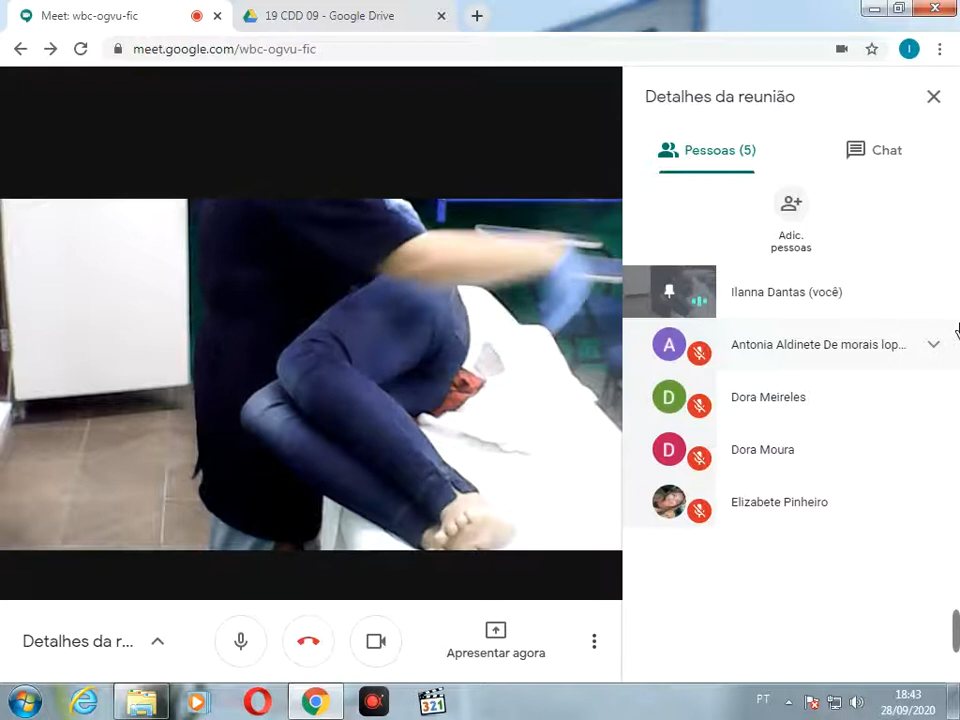 Meet: wbc-ogvu-fic
19 CDD 09 - Google Drive
meet.google.com/wbc-ogvu-fic
I
Detalhes da reunião
Pessoas (5)
Chat
Adic.
pessoas
Ilanna Dantas (você)
A
Antonia Aldinete De morais lop...
D
Dora Meireles
D
Dora Moura
Elizabete Pinheiro
Detalhes da r...
Apresentar agora
321
PT
18:43
28/09/2020